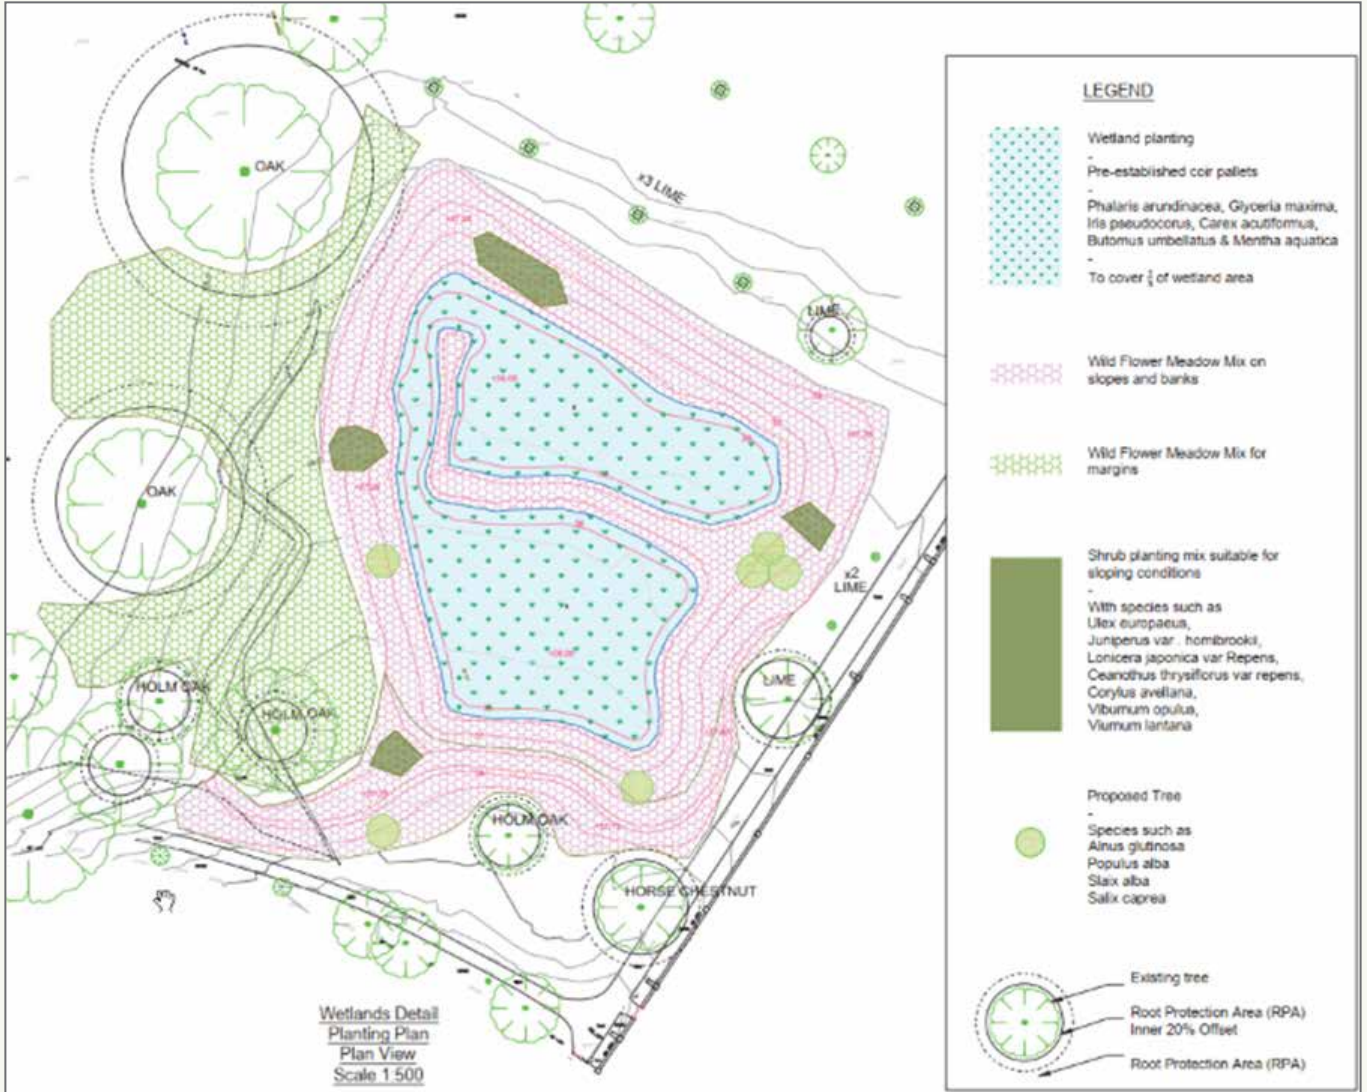 OAK
x3 LIME
LIME
OAK
x2
LIME
HOLM OAK
HOLM OAK
LIME
HOLM OAK
HORSE CHESTNUT
Wetlands Detail
Planting Plan
Plan View
Scale 1:500
LEGEND
Wetland planting
-
Pre-established coir pallets
-
Phalaris arundinacea, Glyceria maxima,
Iris pseudocorus, Carex acutiformus,
Butomus umbellatus & Mentha aquatica
-
To cover of wetland area
Wild Flower Meadow Mix on
slopes and banks
Wild Flower Meadow Mix for
margins
Shrub planting mix suitable for
sloping conditions
-
With species such as
Ulex europaeus,
Juniperus var . hornibrookii,
Lonicera japonica var Repens,
Ceanothus thrysiflorus var repens,
Corylus avellana,
Viburnum opulus,
Viurnum lantana
Proposed Tree
-
Species such as
Alnus glutinosa
Populus alba
Slaix alba
Salix caprea
Existing tree
Root Protection Area (RPA)
Inner 20% Offset
Root Protection Area (RPA)